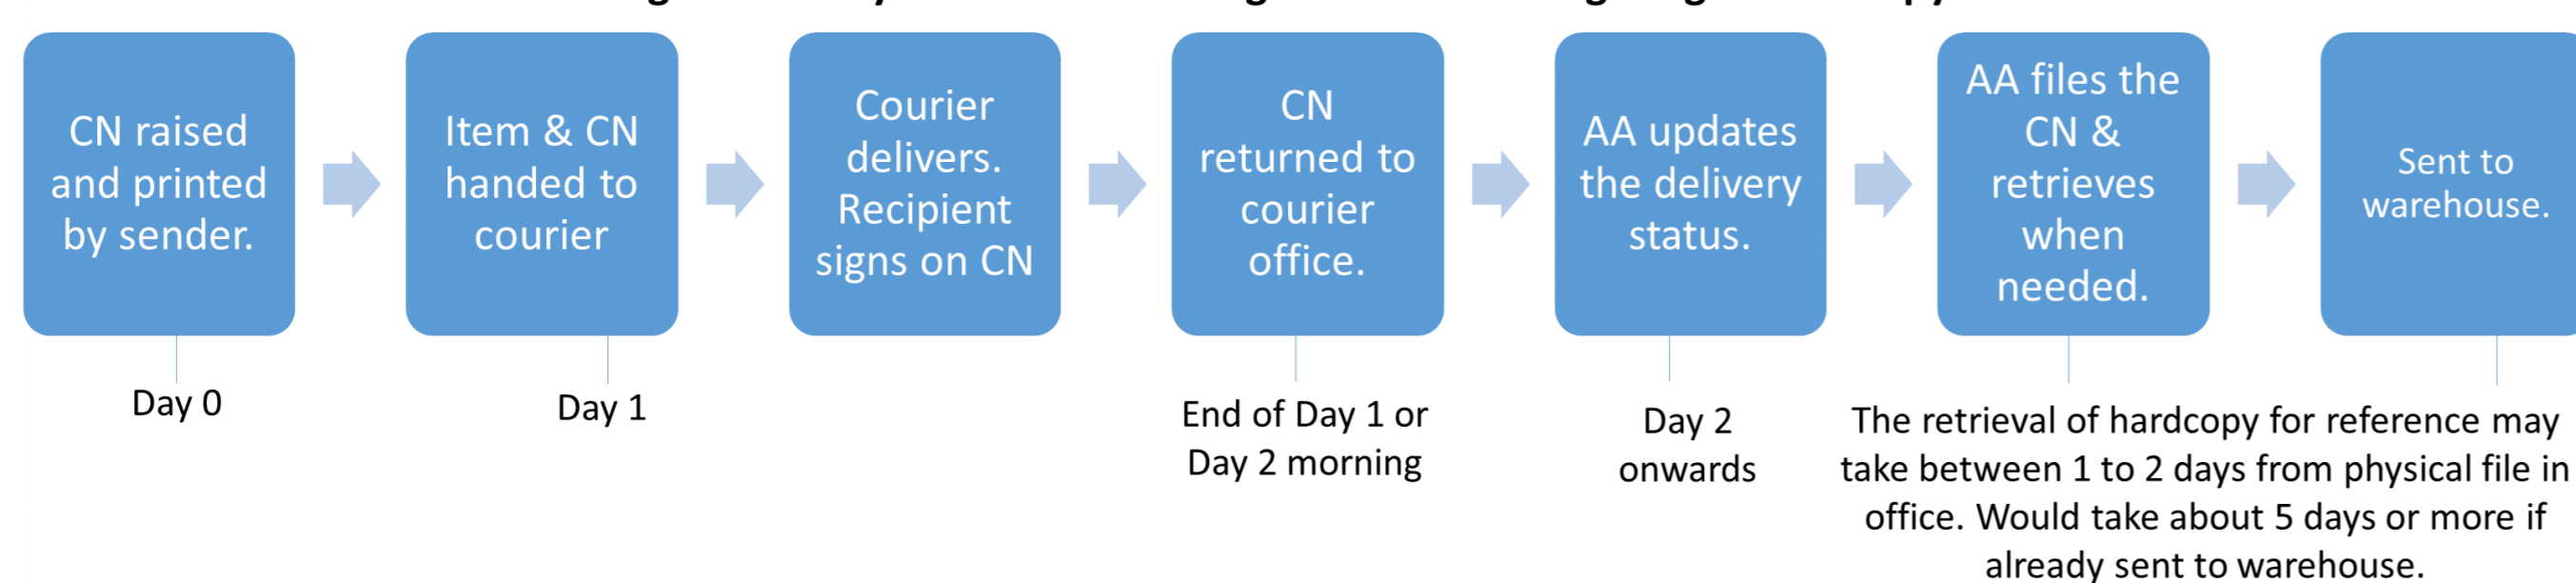 CN raised
and printed
by sender.
Item & CN
handed to
courier
Courier
delivers.
Recipient
signs on CN
CN
returned to
courier
office.
AA updates
the delivery
status.
AA files the
CN &
retrieves
when
needed.
Sent to
warehouse.
Day 0
Day 1
End of Day 1 or
Day 2 morning
Day 2
onwards
The retrieval of hardcopy for reference may
take between 1 to 2 days from physical file in
office. Would take about 5 days or more if
already sent to warehouse.